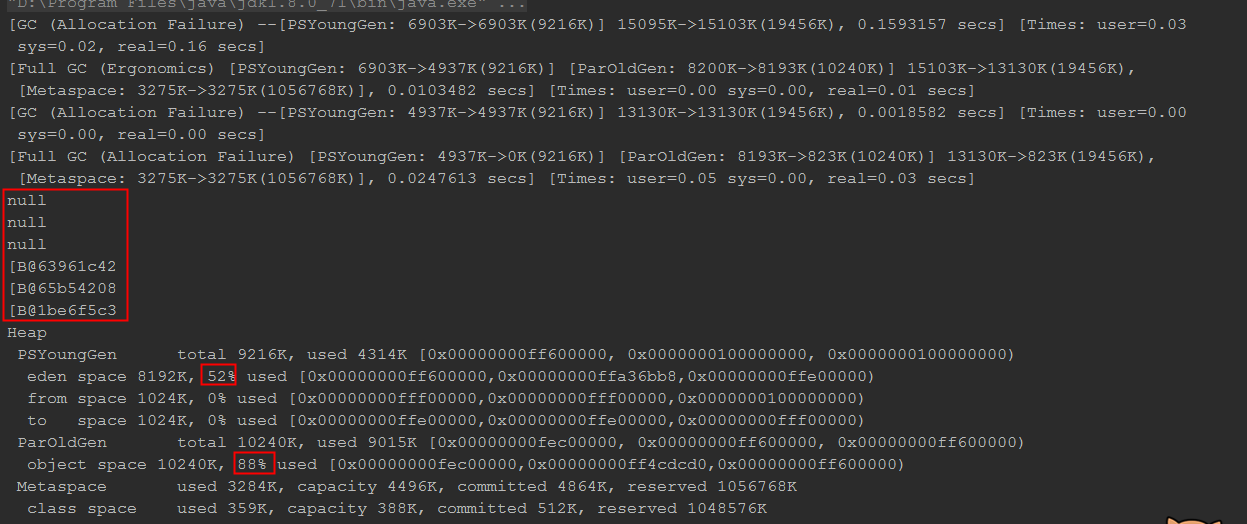 "D:\Program Files\java\jdk1.8.0_71\bin\java.exe" ...
[GC (Allocation Failure) --[PSYoungGen: 6903K->6903K(9216K)] 15095K->15103K(19456K), 0.1593157 secs] [Times: user=0.03
sys=0.02, real=0.16 secs]
[Full GC (Ergonomics) [PSYoungGen: 6903K->4937K(9216K)] [ParOldGen: 8200K->8193K(10240K)] 15103K->13130K(19456K),
[Metaspace: 3275K->3275K(1056768K)], 0.0103482 secs] [Times: user=0.00 sys=0.00, real=0.01 secs]
[GC (Allocation Failure) --[PSYoungGen: 4937K->4937K(9216K)] 13130K->13130K(19456K), 0.0018582 secs] [Times: user=0.00
sys=0.00, real=0.00 secs]
[Full GC (Allocation Failure) [PSYoungGen: 4937K->0K(9216K)] [ParOldGen: 8193K->823K(10240K)] 13130K->823K(19456K),
[Metaspace: 3275K->3275K(1056768K)], 0.0247613 secs] [Times: user=0.05 sys=0.00, real=0.03 secs]
null
null
null
[B@63961c42
[B@65b54208
[B@1be6f5c3
Heap
PSYoungGen total 9216K, used 4314K [0x00000000ff600000, 0x0000000100000000, 0x0000000100000000)
eden space 8192K, 52% used [0x00000000ff600000,0x00000000ffa36bb8,0x00000000ffe00000)
from space 1024K, 0% used [0x00000000fff00000,0x00000000fff00000,0x0000000100000000)
to space 1024K, 0% used [0x00000000ffe00000,0x00000000ffe00000,0x00000000fff00000)
ParOldGen total 10240K, used 9015K [0x00000000fec00000, 0x00000000ff600000, 0x00000000ff600000)
object space 10240K, 88% used [0x00000000fec00000,0x00000000ff4cdcd0,0x00000000ff600000)
Metaspace used 3284K, capacity 4496K, committed 4864K, reserved 1056768K
class space used 359K, capacity 388K, committed 512K, reserved 1048576K